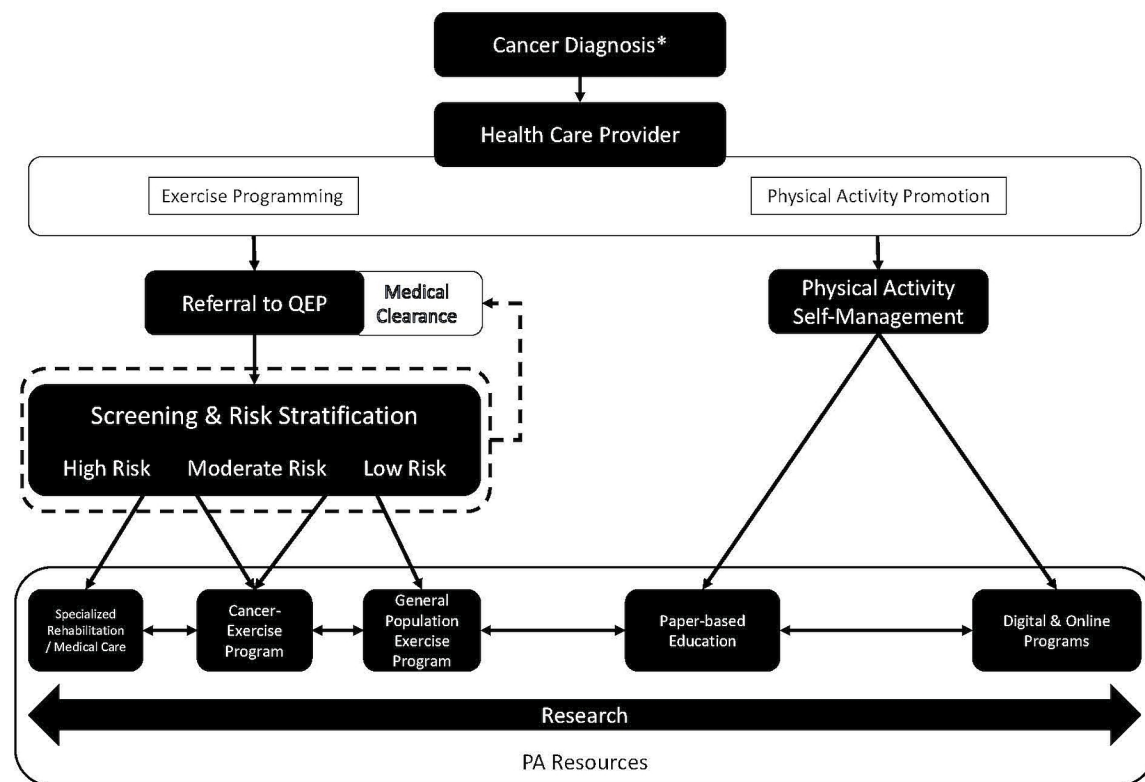 Cancer Diagnosis*
Health Care Provider
Exercise Programming
Physical Activity Promotion
Referral to QEP
Medical
Clearance
Physical Activity
Self-Management
Screening & Risk Stratification
High Risk
Moderate Risk
Low Risk
Specialized
Rehabilitation
/ Medical Care
Cancer-
Exercise
Program
General
Population
Exercise
Program
Paper-based
Education
Digital & Online
Programs
Research
PA Resources